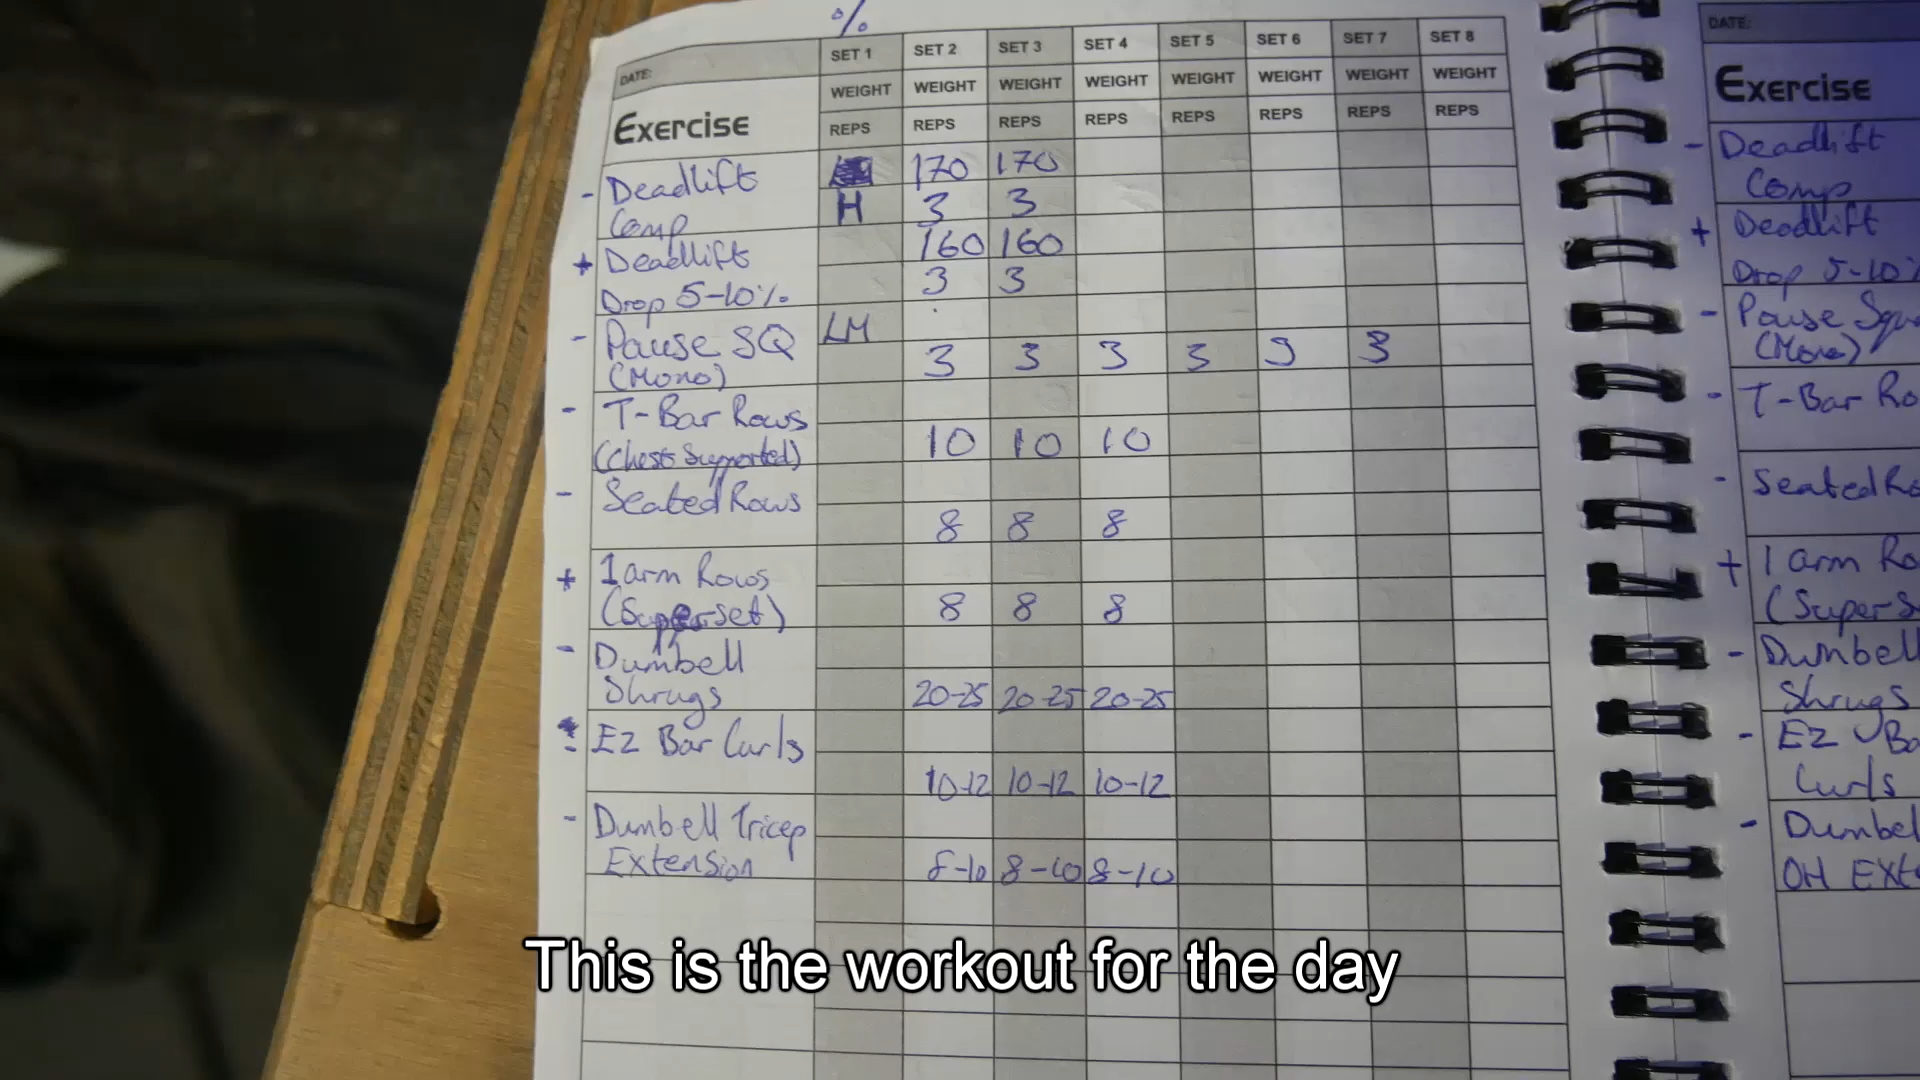 %
DATE: SET 1 SET 2 SET 3 SET 4 SET 5 SET 6 SET 7 SET 8
WEIGHT WEIGHT WEIGHT WEIGHT WEIGHT WEIGHT WEIGHT WEIGHT
Exercise REPS REPS REPS REPS REPS REPS REPS REPS
- Deadlift 170 170
Comp H 3 3
+ Deadlift 160 160
Drop 5-10% 3 3
- Pause SQ LM
(Mono) 3 3 3 3 3 3
- T-Bar Rows
(Chest Supported) 10 10 10
- Seated Rows
8 8 8
+ 1 arm Rows
(Superset) 8 8 8
- Dumbell
Shrugs 20-25 20-25 20-25
- EZ Bar Curls
10-12 10-12 10-12
- Dumbell Tricep
Extension 8-10 8-10 8-10
DATE:
Exercise
- Deadlift
Comp
+ Deadlift
Drop 5-10%
- Pause Squ
(Mono)
- T-Bar Ro
- Seated Ro
+ 1 arm Ro
(SuperS
- Dumbell
Shrugs
- EZ Ba
Curls
- Dumbel
OH EXt
This is the workout for the day